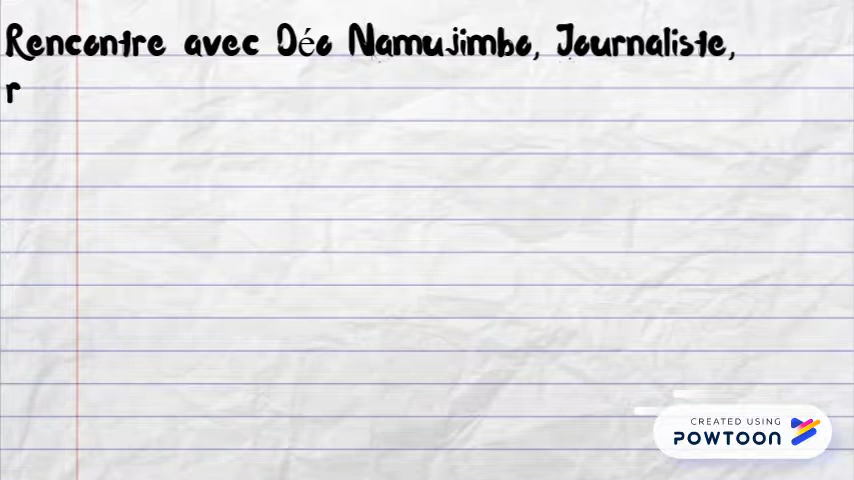 Rencontre avec Déo Namujimbo, Journaliste,
r
CREATED USING
POWTOON